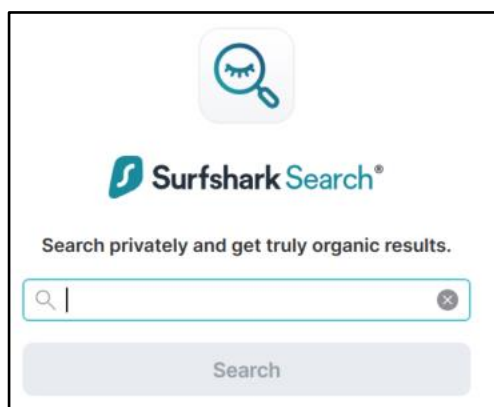 Surfshark Search®
Search privately and get truly organic results.
Search